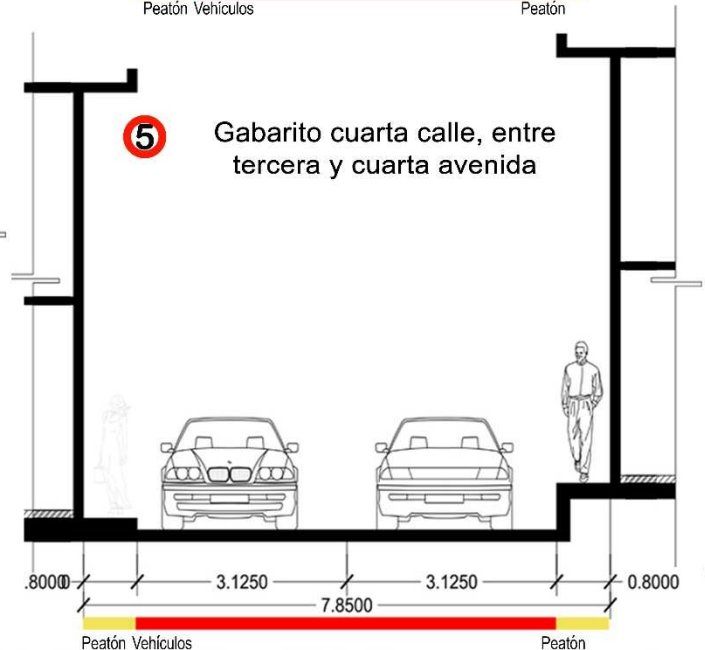 Peatón Vehículos Peatón
5
Gabarito cuarta calle, entre
tercera y cuarta avenida
.8000 3.1250 3.1250 0.8000
7.8500
Peatón Vehículos Peatón